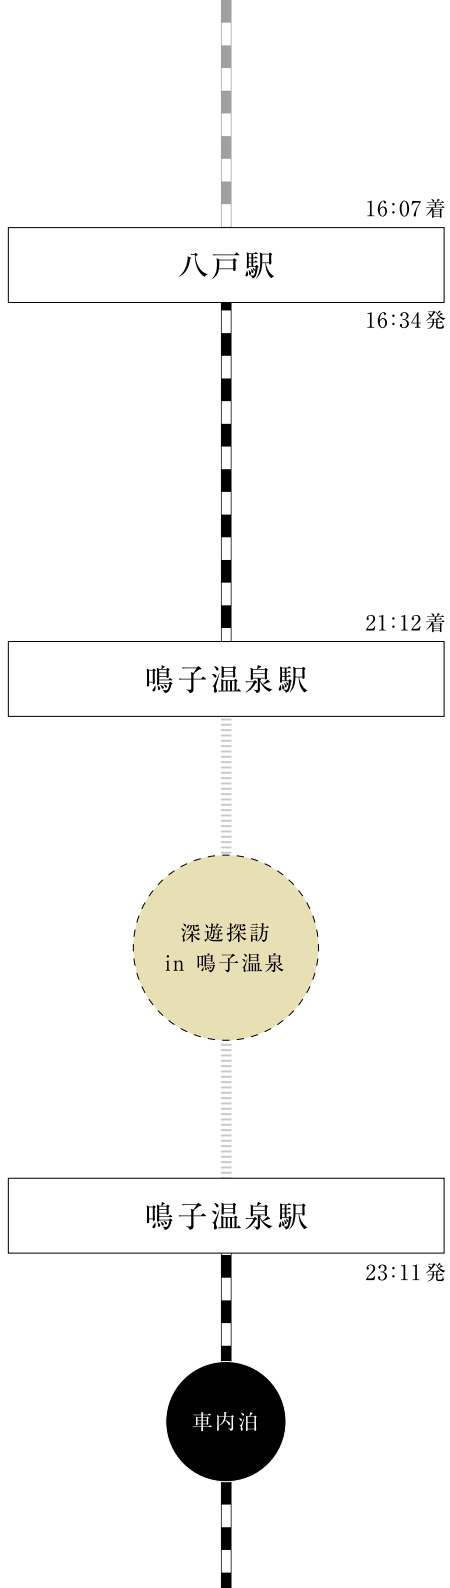 16:07着
八戸駅
16:34発
21:12着
鳴子温泉駅
深遊探訪
in 鳴子温泉
鳴子温泉駅
23:11発
車内泊